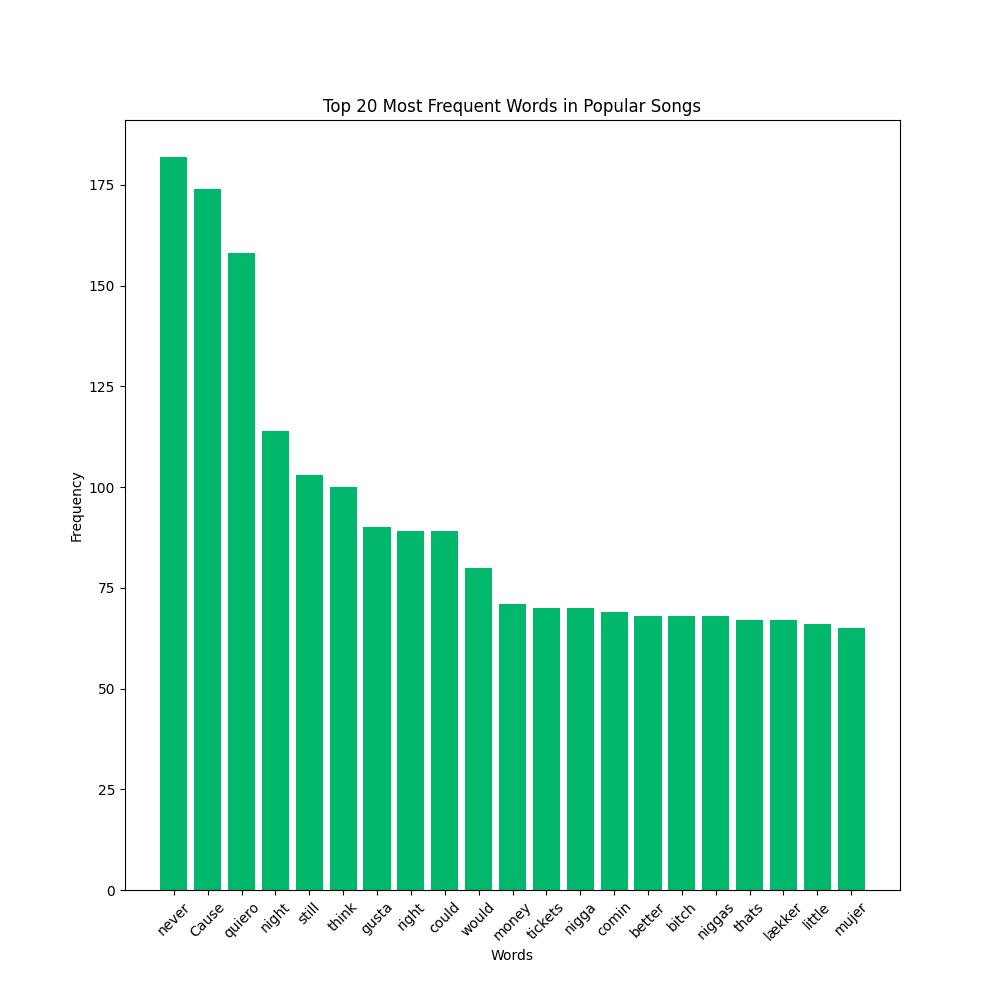 Top 20 Most Frequent Words in Popular Songs
175
150
125
100
75
50
25
0
Frequency
never Cause quiero night still think gusta right could would money tickets nigga comin better bitch niggas thats lækker little mujer
Words